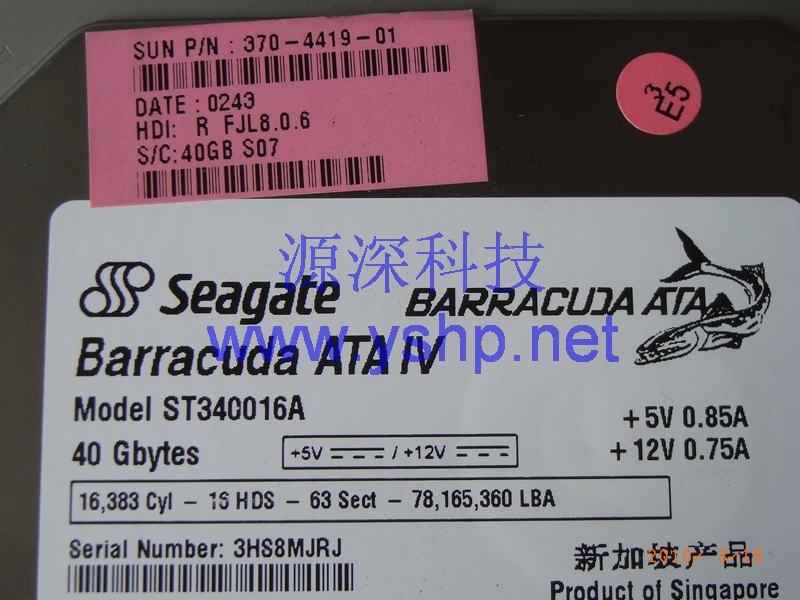 SUN P/N : 370-4419-01
DATE : 0243
HDI: R FJL8.0.6
S/C:40GB S07
E5 3
源深科技
Seagate
BARRACUDA ATA
www.yshp.net
Barracuda ATA IV
Model ST340016A
+5V 0.85A
40 Gbytes
+5V / +12V
+12V 0.75A
16,383 Cyl – 16 HDS – 63 Sect – 78,165,360 LBA
Serial Number: 3HS8MJRJ
新加坡产品
Product of Singapore